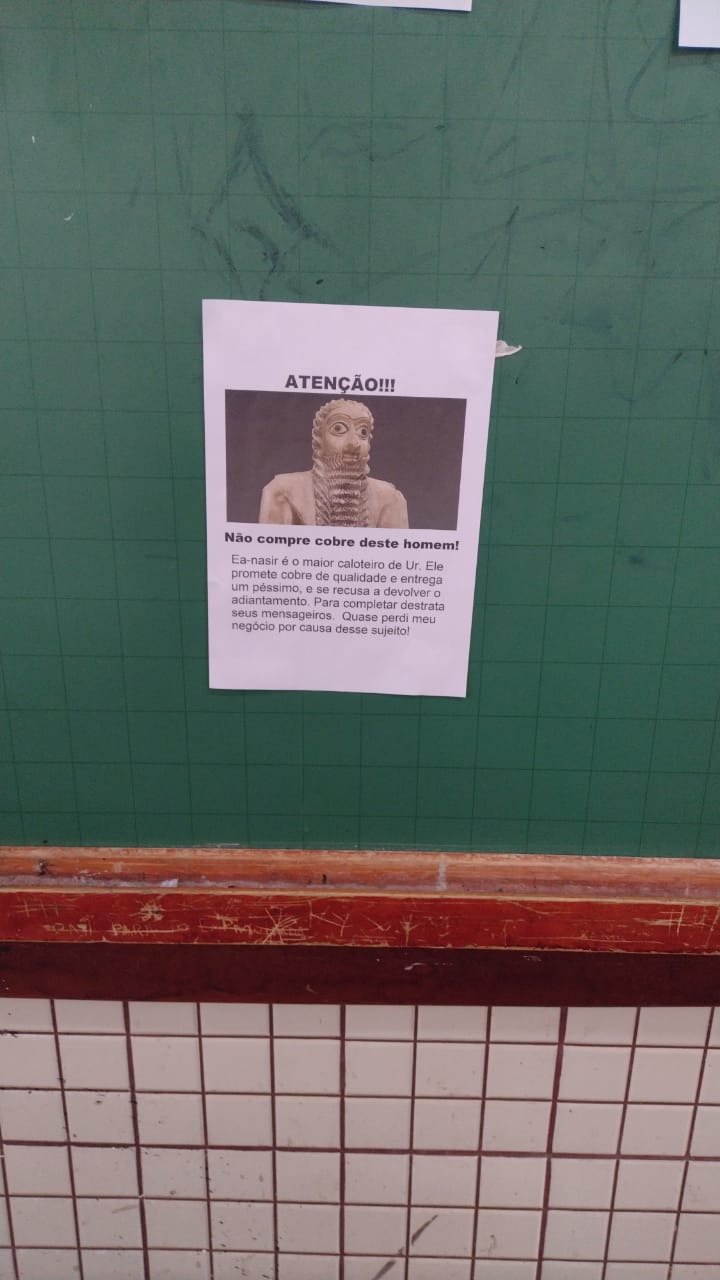 ATENÇÃO!!!
Não compre cobre deste homem!
Ea-nasir é o maior caloteiro de Ur. Ele
promete cobre de qualidade e entrega
um péssimo, e se recusa a devolver o
adiantamento. Para completar destrata
seus mensageiros. Quase perdi meu
negócio por causa desse sujeito!